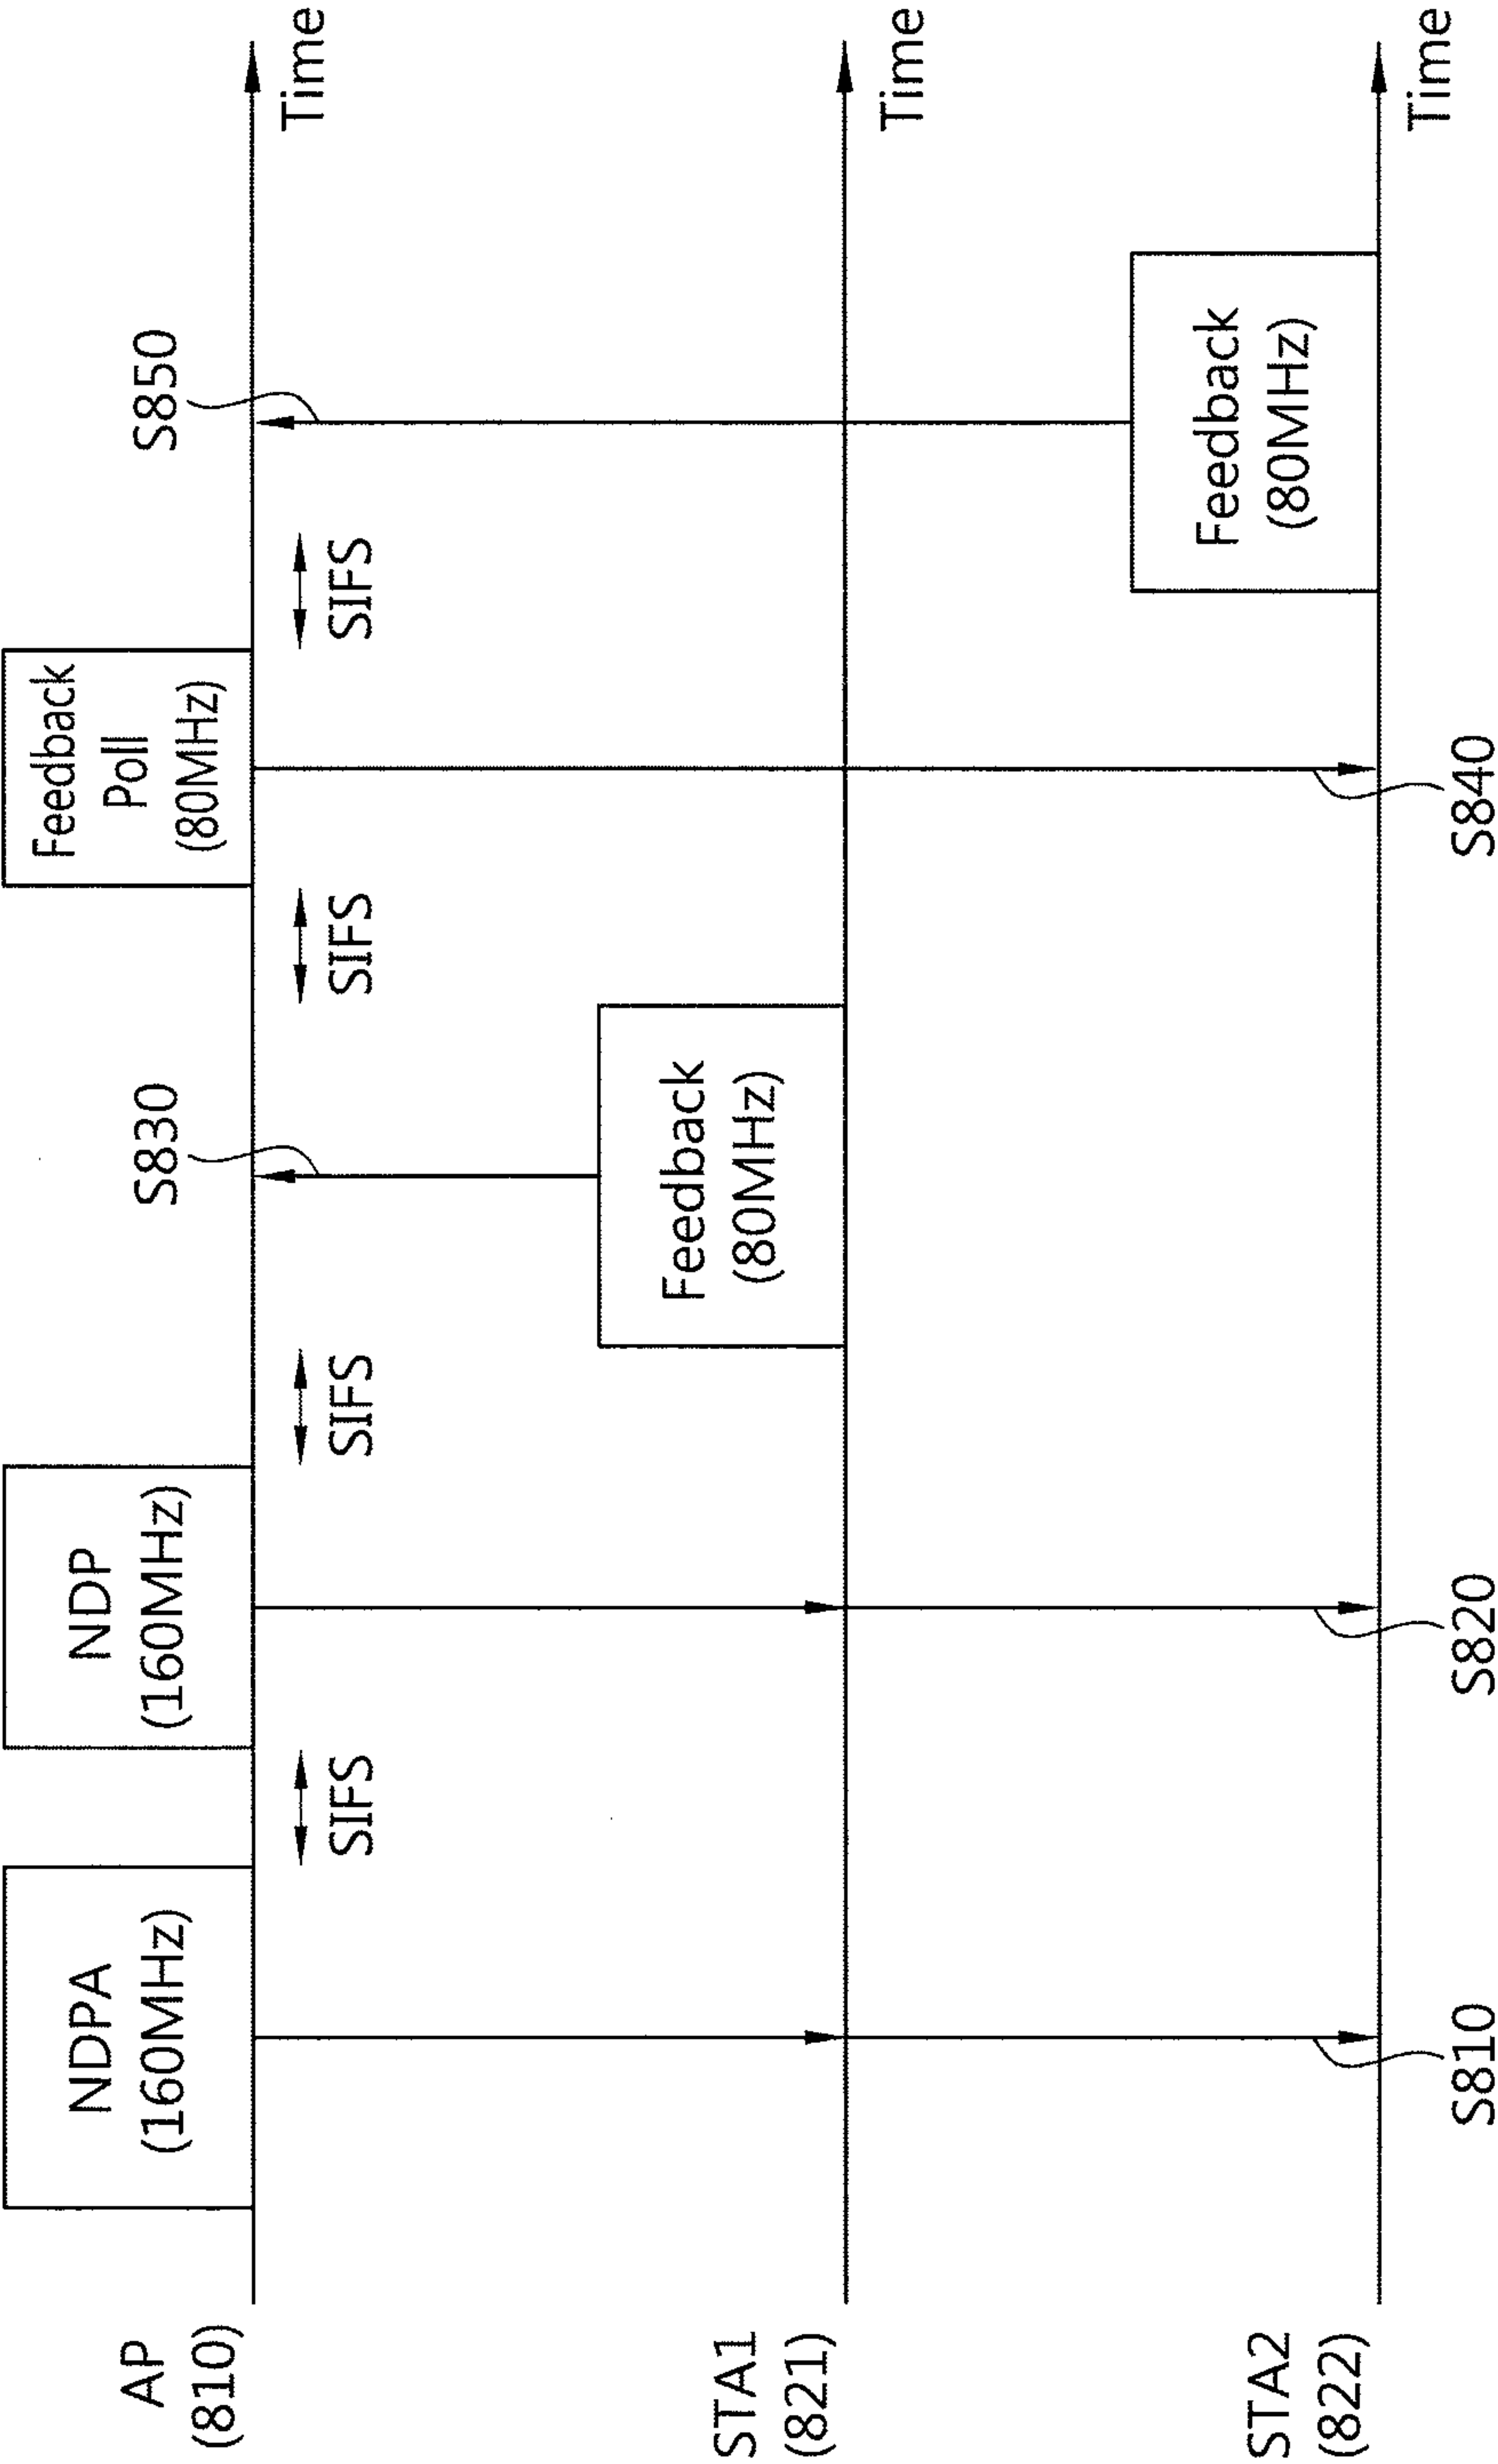 S830
S850
NDPA
(160MHz)
NDP
(160MHz)
Feedback
Poll
(80MHz)
AP
(810)
Time
SIFS
SIFS
SIFS
SIFS
Feedback
(80MHz)
STA1
(821)
Time
Feedback
(80MHz)
STA2
(822)
Time
S810
S820
S840